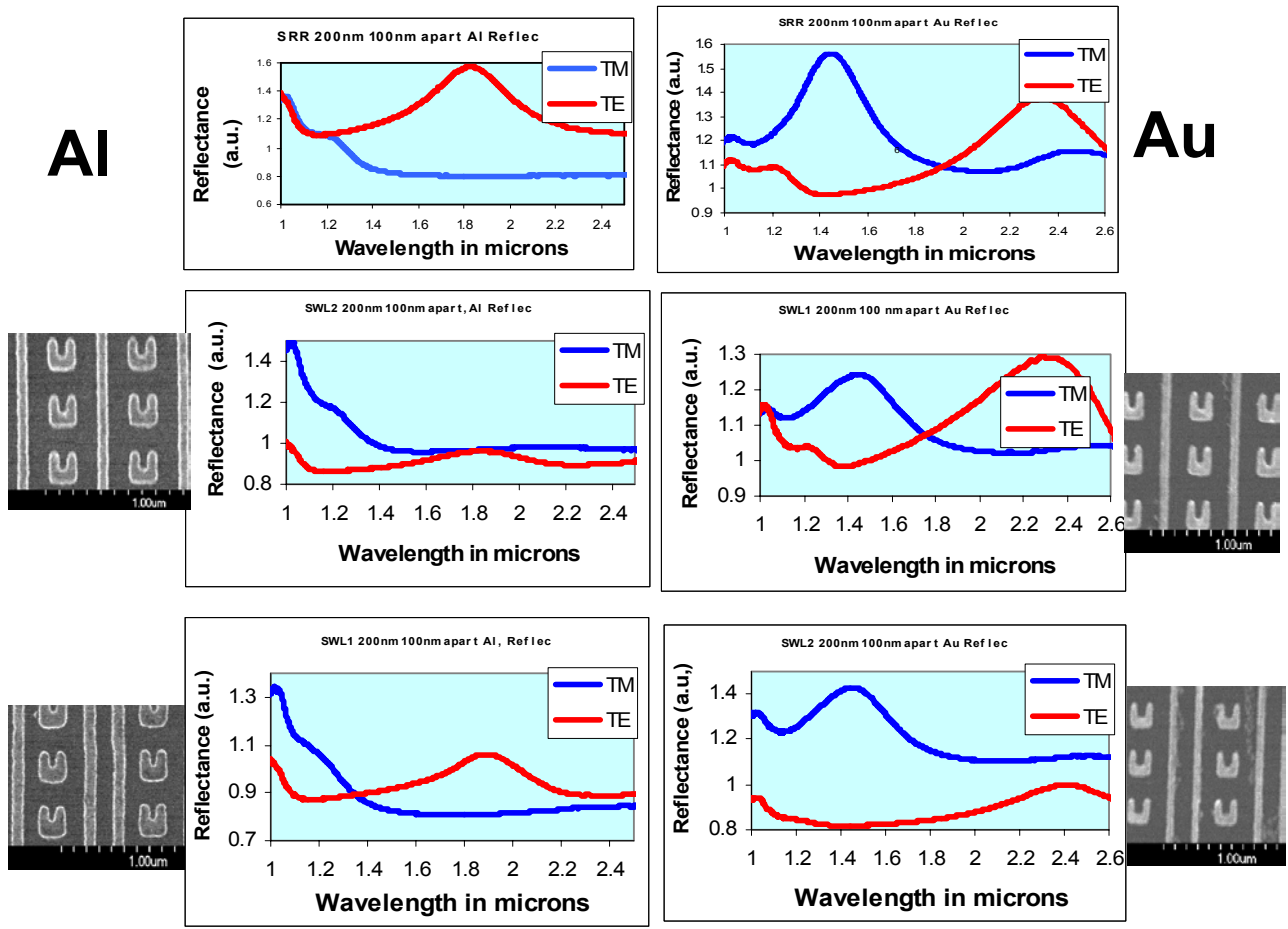 Al
Au
SRR 200nm 100nm apart Al Reflec
TM
TE
Reflectance
(a.u.)
1.6
1.4
1.2
1
0.8
0.6
1 1.2 1.4 1.6 1.8 2 2.2 2.4
Wavelength in microns
SRR 200nm 100nm apart Au Reflec
TM
TE
Reflectance (a.u.)
1.6
1.5
1.4
1.3
1.2
1.1
1
0.9
1 1.2 1.4 1.6 1.8 2 2.2 2.4 2.6
Wavelength in microns
SWL2 200nm 100nm apart, Al Reflec
TM
TE
Reflectance (a.u.)
1.4
1.2
1
0.8
1 1.2 1.4 1.6 1.8 2 2.2 2.4
Wavelength in microns
1.00um
SWL1 200nm 100 nm apart Au Reflec
TM
TE
Reflectance (a.u.)
1.3
1.2
1.1
1
0.9
1 1.2 1.4 1.6 1.8 2 2.2 2.4 2.6
Wavelength in microns
1.00um
SWL1 200nm 100nm apart Al, Reflec
TM
TE
Reflectance (a.u.)
1.3
1.1
0.9
0.7
1 1.2 1.4 1.6 1.8 2 2.2 2.4
Wavelength in microns
1.00um
SWL2 200nm 100nm apart Au Reflec
TM
TE
Reflectance (a.u,)
1.4
1.2
1
0.8
1 1.2 1.4 1.6 1.8 2 2.2 2.4 2.6
Wavelength in microns
1.00um